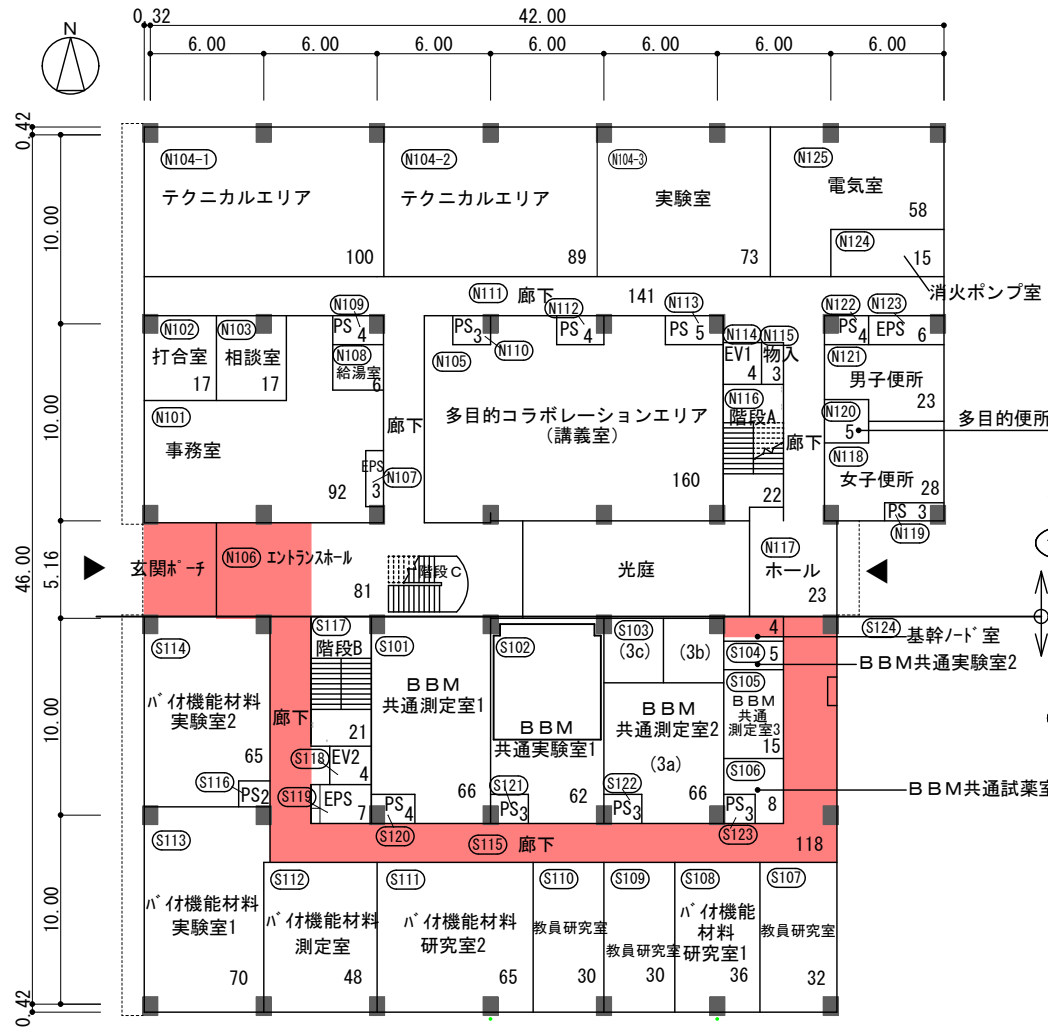 0.32
42.00
N
6.00
6.00
6.00
6.00
6.00
6.00
6.00
0.42
10.00
10.00
46.00
5.16
10.00
10.00
0.42
N104-1
テクニカルエリア
100
N104-2
テクニカルエリア
89
N104-3
実験室
73
N125
電気室
58
N124
15
消火ポンプ室
N111
廊下
141
N102
打合室
17
N103
相談室
17
N109
PS
4
N108
給湯室
6
N101
事務室
92
EPS
3
N107
廊下
PS
3
N110
N105
N112
PS
4
N113
PS
5
多目的コラボレーションエリア
(講義室)
160
N114
EV1
4
N115
物入
3
N116
階段A
22
廊下
N122
PS
4
N123
EPS
6
N121
男子便所
23
N120
5
多目的便所
N118
女子便所
28
PS
3
N119
玄関ポーチ
N106
エントランスホール
81
階段C
光庭
N117
ホール
23
S114
バイオ機能材料
実験室2
65
S116
PS2
廊下
S117
階段B
21
S118
EV2
4
S119
EPS
7
S101
BBM
共通測定室1
66
PS
4
S120
S102
BBM
共通実験室1
62
S121
PS
3
S103
(3c)
(3b)
BBM
共通測定室2
(3a)
66
S122
PS
3
4
S124
基幹ノード室
S104
5
BBM共通実験室2
S105
BBM
共通
測定室3
15
S106
8
BBM共通試薬室
PS
3
S123
S115
廊下
118
S113
バイオ機能材料
実験室1
70
S112
バイオ機能材料
測定室
48
S111
バイオ機能材料
研究室2
65
S110
教員研究室
30
S109
教員研究室
30
S108
バイオ機能
材料
研究室1
36
S107
教員研究室
32